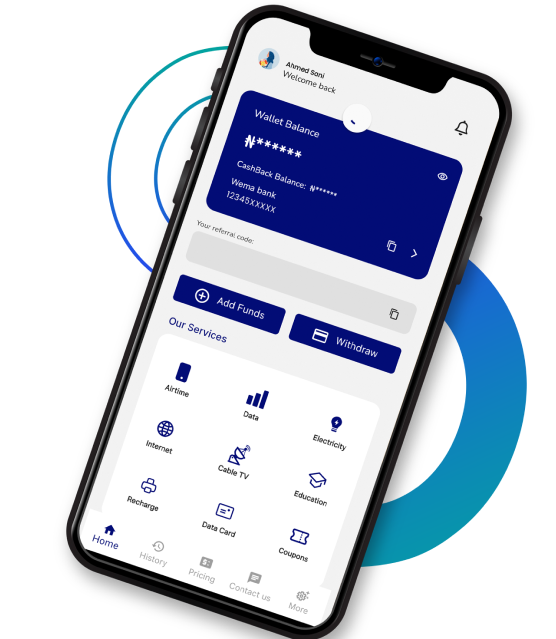 Ahmed Sani
Welcome back
Wallet Balance
₦******
CashBack Balance: ₦******
Wema bank
12345XXXXX
Your referral code:
Add Funds
Withdraw
Our Services
Airtime
Data
Electricity
Internet
Cable TV
Education
Recharge
Data Card
Coupons
Home
History
Pricing
Contact us
More